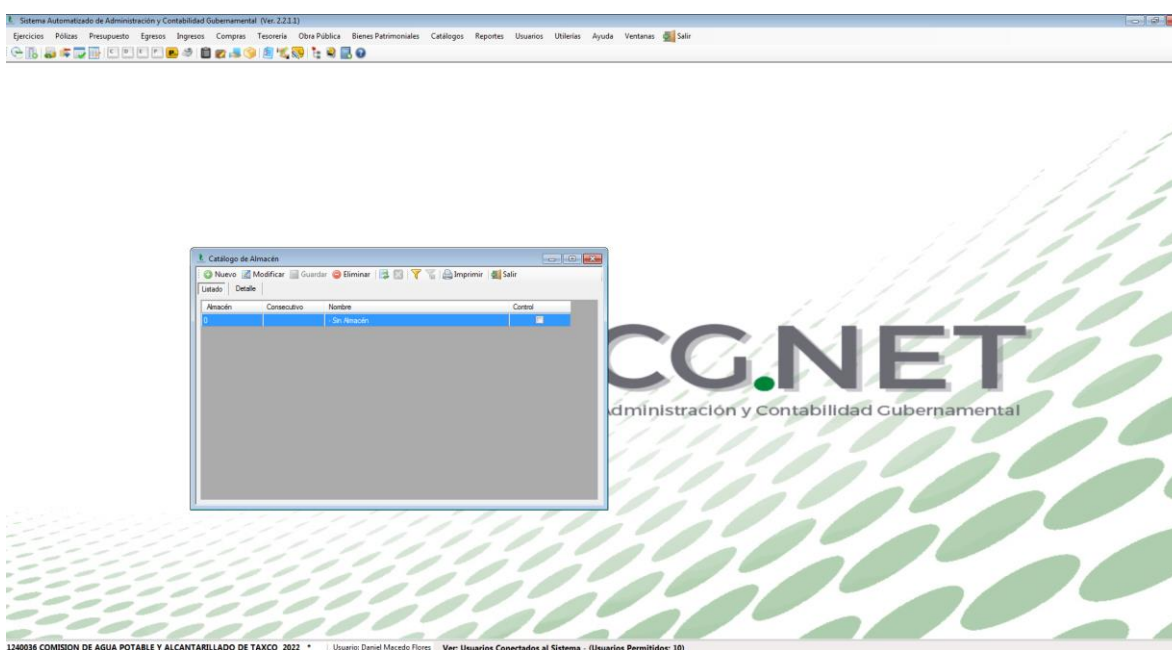 Sistema Automatizado de Administración y Contabilidad Gubernamental (Ver. 2.2.1.1)
Ejercicios Pólizas Presupuesto Egresos Ingresos Compras Tesorería Obra Pública Bienes Patrimoniales Catálogos Reportes Usuarios Utilerías Ayuda Ventanas Salir
Catálogo de Almacén
Nuevo Modificar Guardar Eliminar Imprimir Salir
Listado Detalle
Almacén Consecutivo Nombre Control
0 - Sin Almacén
CG.NET
dministración y Contabilidad Gubernamental
1240036 COMISION DE AGUA POTABLE Y ALCANTARILLADO DE TAXCO 2022 * Usuario: Daniel Macedo Flores Ver: Usuarios Conectados al Sistema - (Usuarios Permitidos: 10)